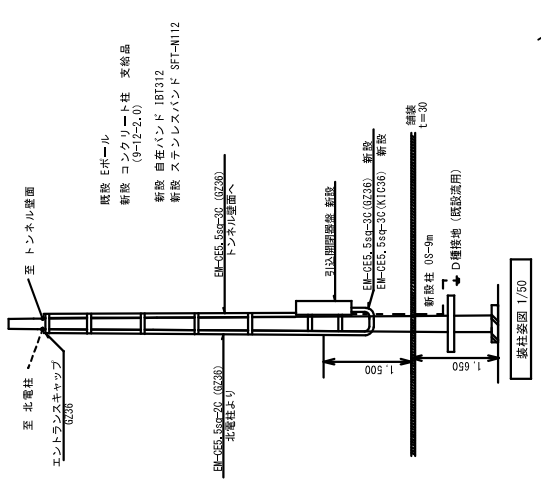 至 北電柱
エントランスキャップ
GZ36
至 トンネル壁面
既設 Eポール
新設 コンクリート柱 支給品
(9-12-2.0)
新設 自在バンド IBT312
新設 ステンレスバンド SFT-N112
EM-CE5.5sq-2C (GZ36)
北電柱より
EM-CE5.5sq-3C (GZ36)
トンネル壁面へ
引込開閉器盤 新設
EM-CE5.5sq-3C(GZ36) 新設
EM-CE5.5sq-3C(KIC36) 新設
舗装
t=30
1,500
1,650
新設柱 OS-9m
D種接地 (既設流用)
装柱姿図 1/50